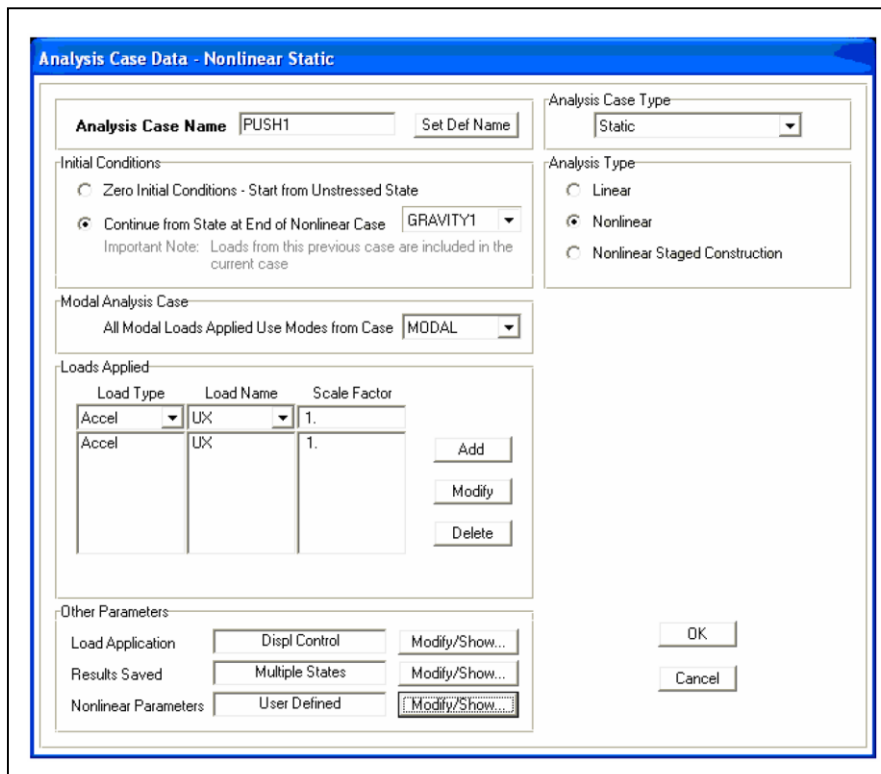 Analysis Case Data - Nonlinear Static
Analysis Case Name PUSH1 Set Def Name
Analysis Case Type
Static
Initial Conditions
Zero Initial Conditions - Start from Unstressed State
Continue from State at End of Nonlinear Case GRAVITY1
Important Note: Loads from this previous case are included in the
current case
Analysis Type
Linear
Nonlinear
Nonlinear Staged Construction
Modal Analysis Case
All Modal Loads Applied Use Modes from Case MODAL
Loads Applied
Load Type Load Name Scale Factor
Accel UX 1.
Accel UX 1.
Add
Modify
Delete
Other Parameters
Load Application Displ Control Modify/Show...
Results Saved Multiple States Modify/Show...
Nonlinear Parameters User Defined Modify/Show...
OK
Cancel